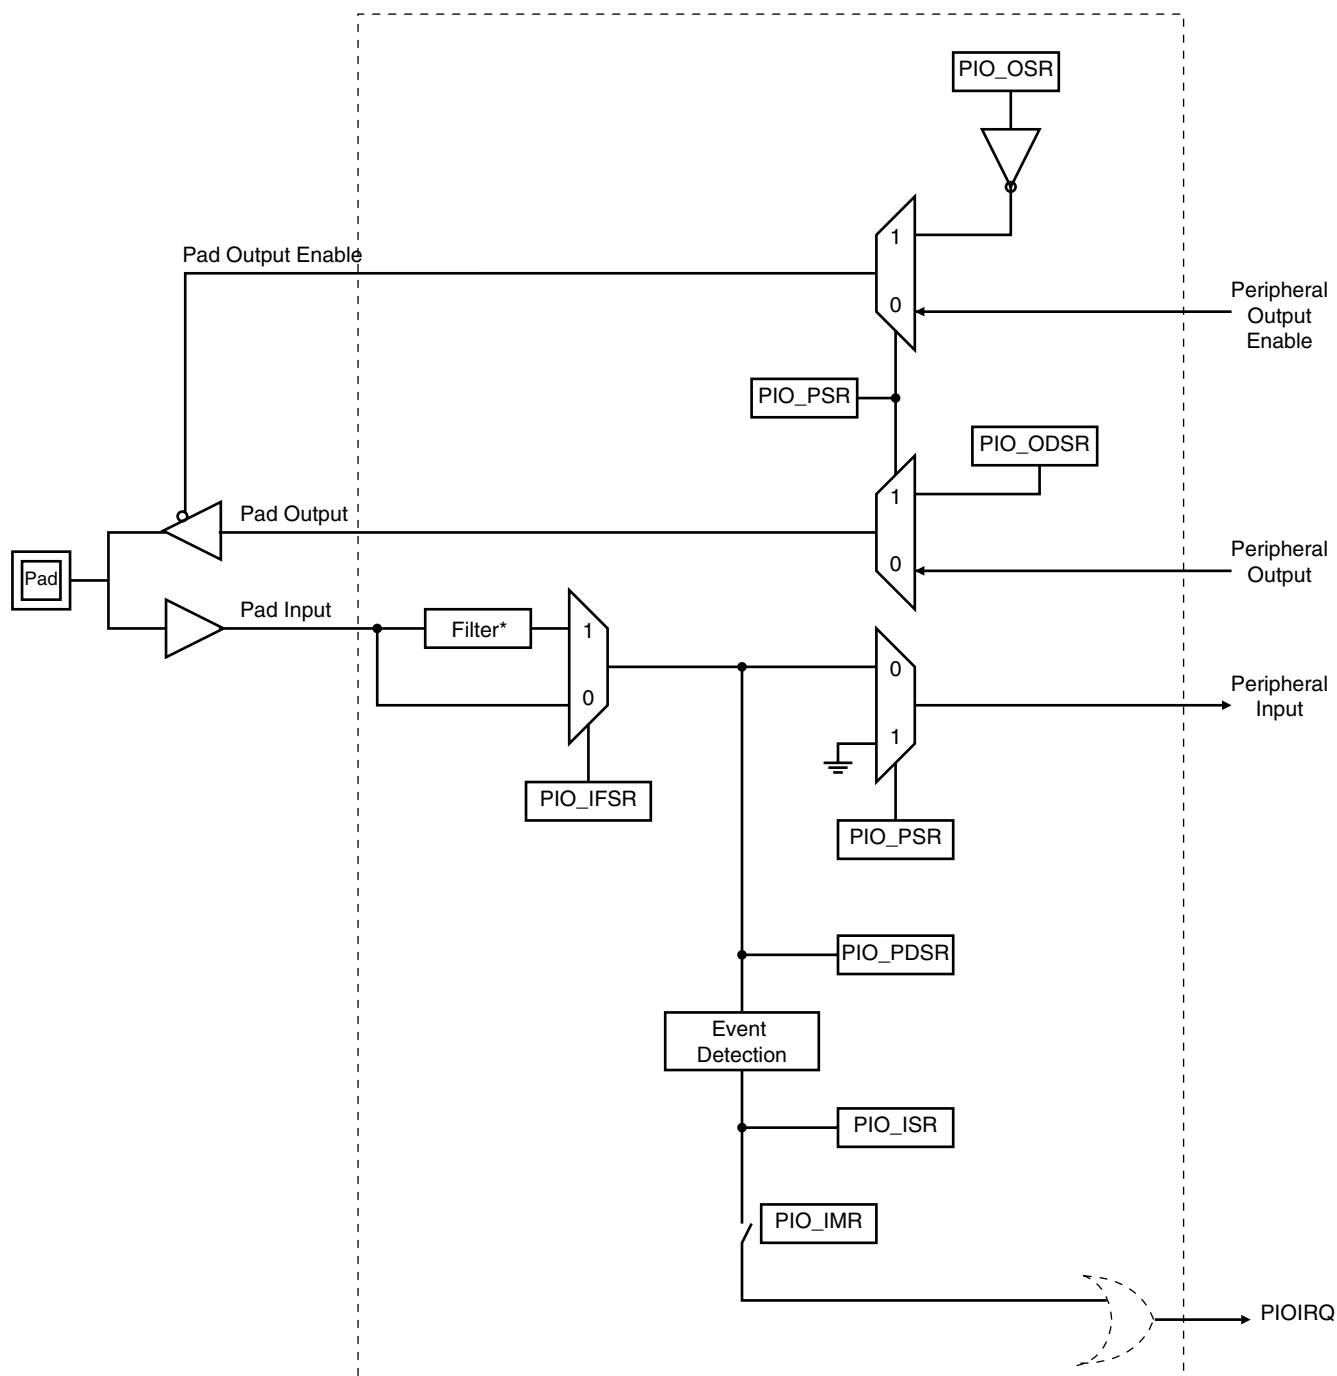 PIO_OSR
1
Pad Output Enable
0
Peripheral
Output
Enable
PIO_PSR
PIO_ODSR
1
Pad Output
0
Peripheral
Output
Pad
Pad Input
Filter*
1
0
0
1
Peripheral
Input
PIO_IFSR
PIO_PSR
PIO_PDSR
Event
Detection
PIO_ISR
PIO_IMR
PIOIRQ